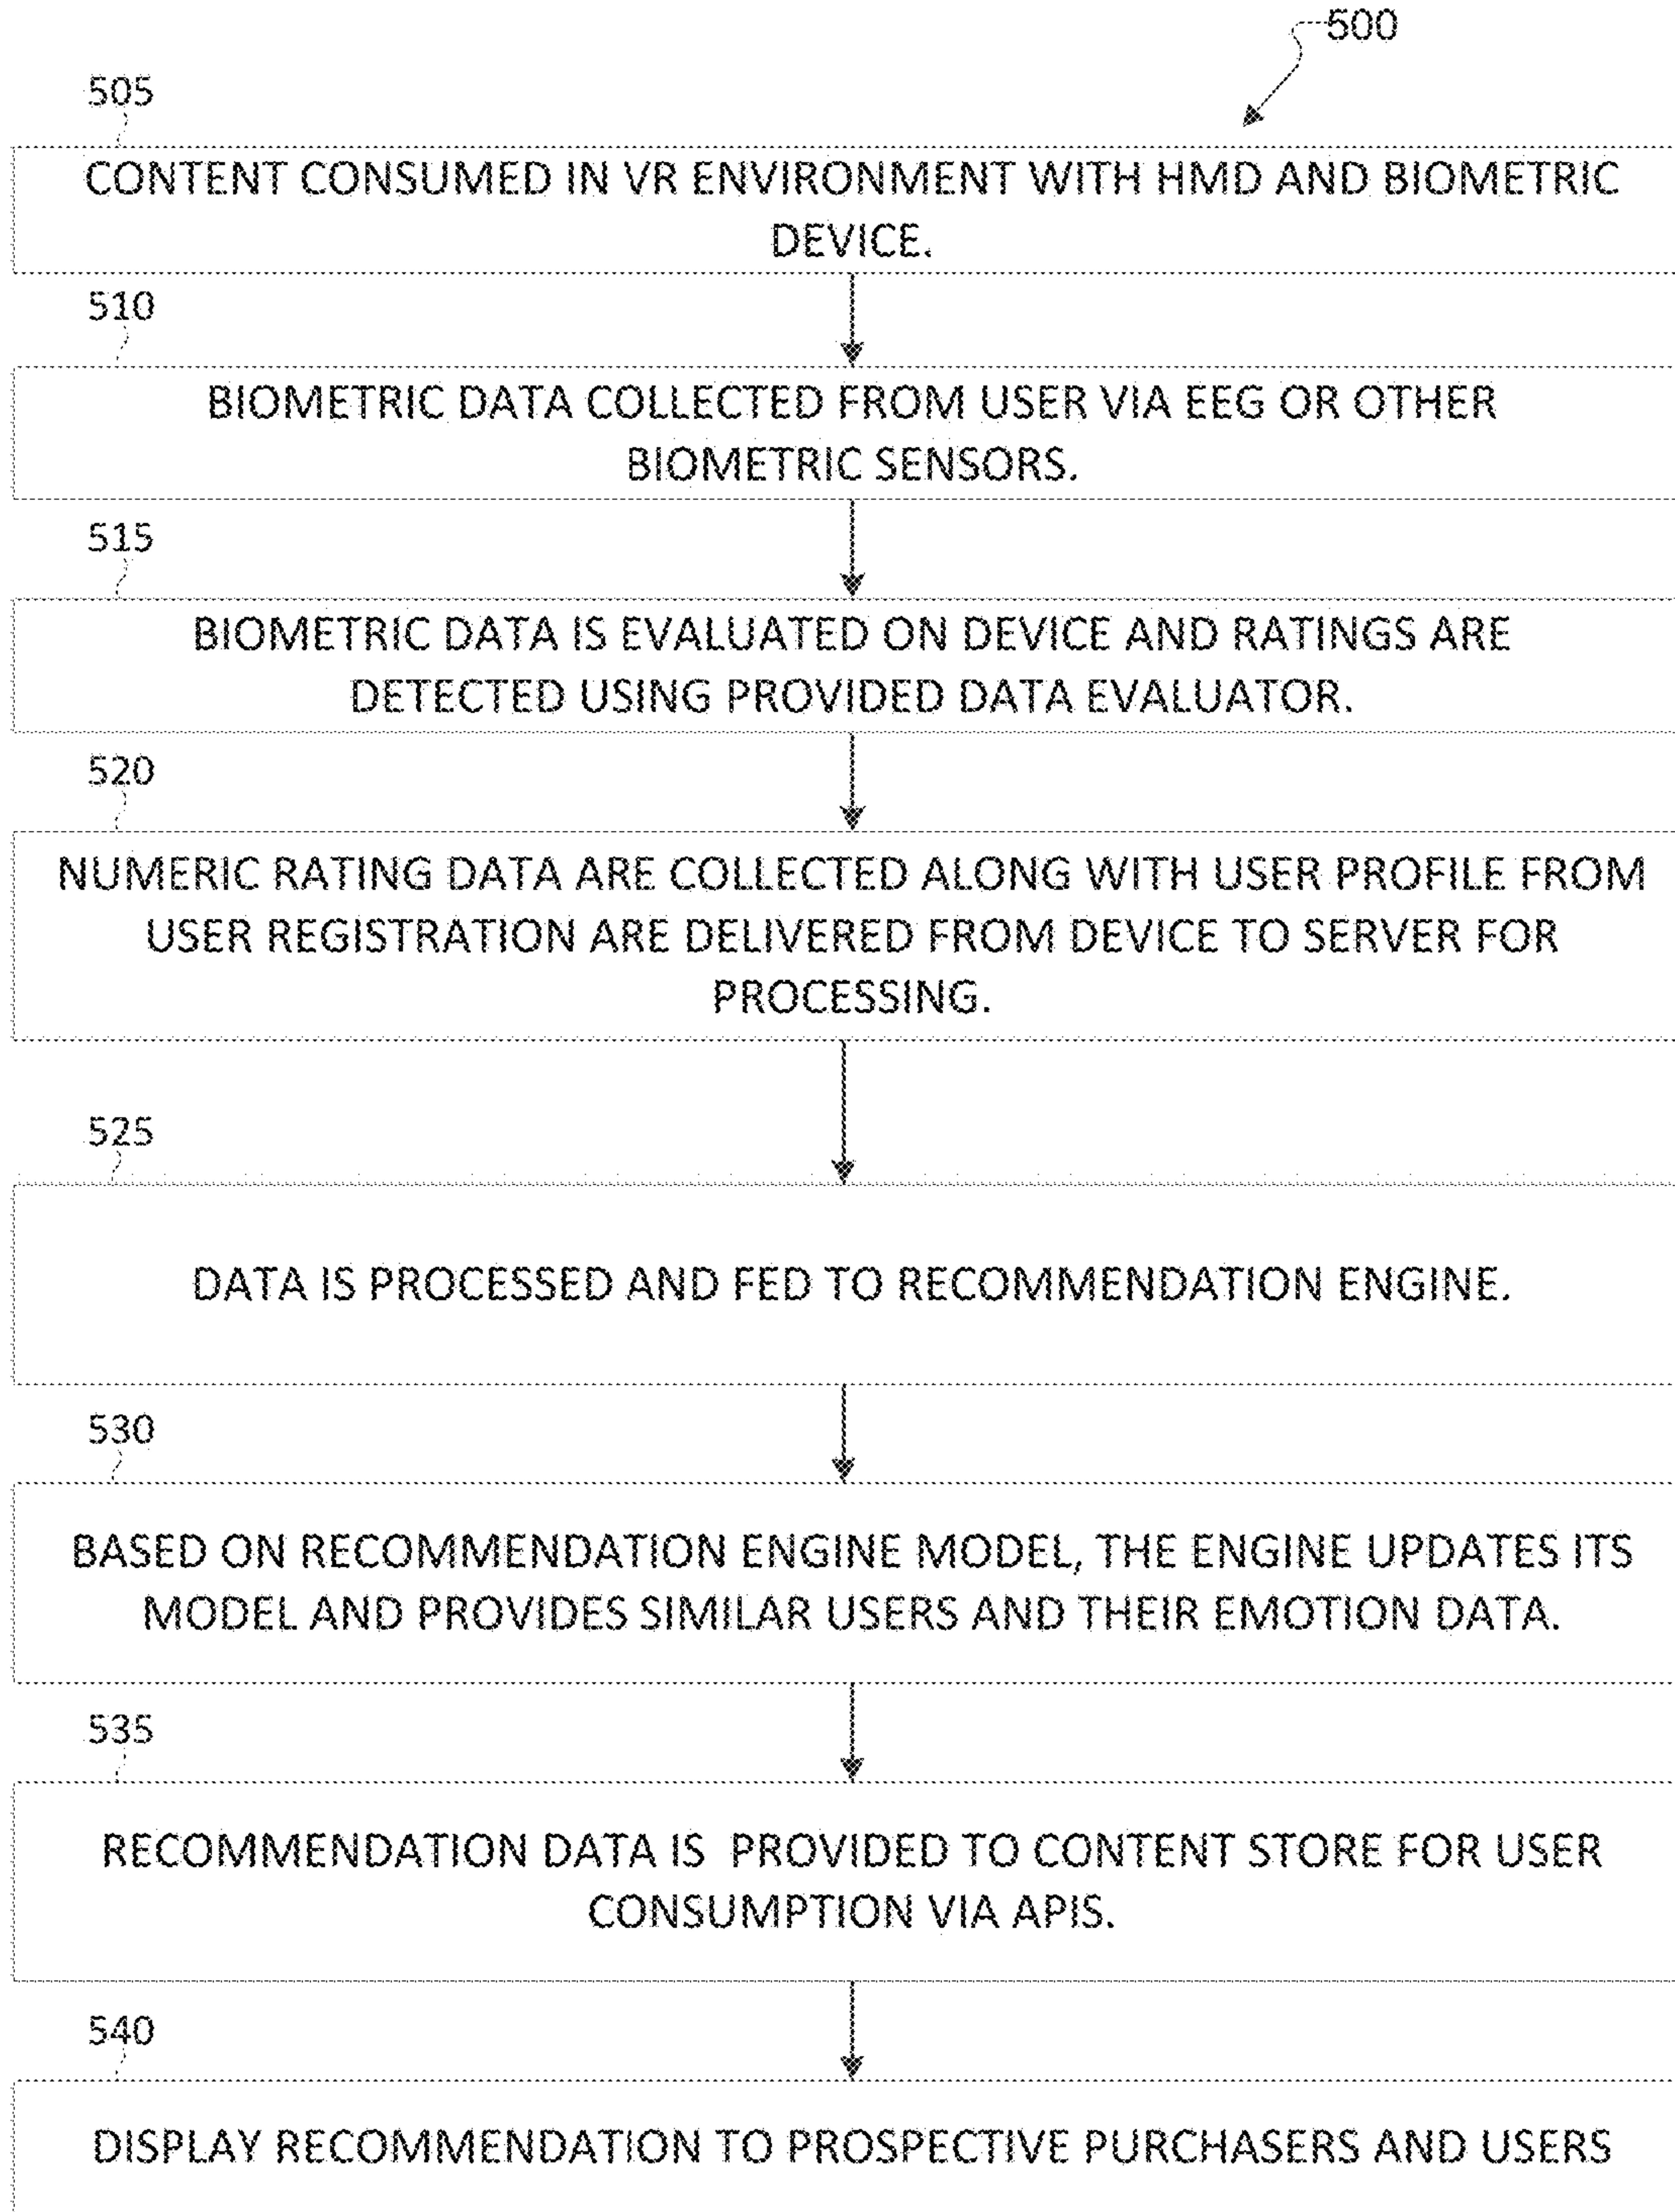 500
505
CONTENT CONSUMED IN VR ENVIRONMENT WITH HMD AND BIOMETRIC
DEVICE.
510
BIOMETRIC DATA COLLECTED FROM USER VIA EEG OR OTHER
BIOMETRIC SENSORS.
515
BIOMETRIC DATA IS EVALUATED ON DEVICE AND RATINGS ARE
DETECTED USING PROVIDED DATA EVALUATOR.
520
NUMERIC RATING DATA ARE COLLECTED ALONG WITH USER PROFILE FROM
USER REGISTRATION ARE DELIVERED FROM DEVICE TO SERVER FOR
PROCESSING.
525
DATA IS PROCESSED AND FED TO RECOMMENDATION ENGINE.
530
BASED ON RECOMMENDATION ENGINE MODEL, THE ENGINE UPDATES ITS
MODEL AND PROVIDES SIMILAR USERS AND THEIR EMOTION DATA.
535
RECOMMENDATION DATA IS PROVIDED TO CONTENT STORE FOR USER
CONSUMPTION VIA APIS.
540
DISPLAY RECOMMENDATION TO PROSPECTIVE PURCHASERS AND USERS